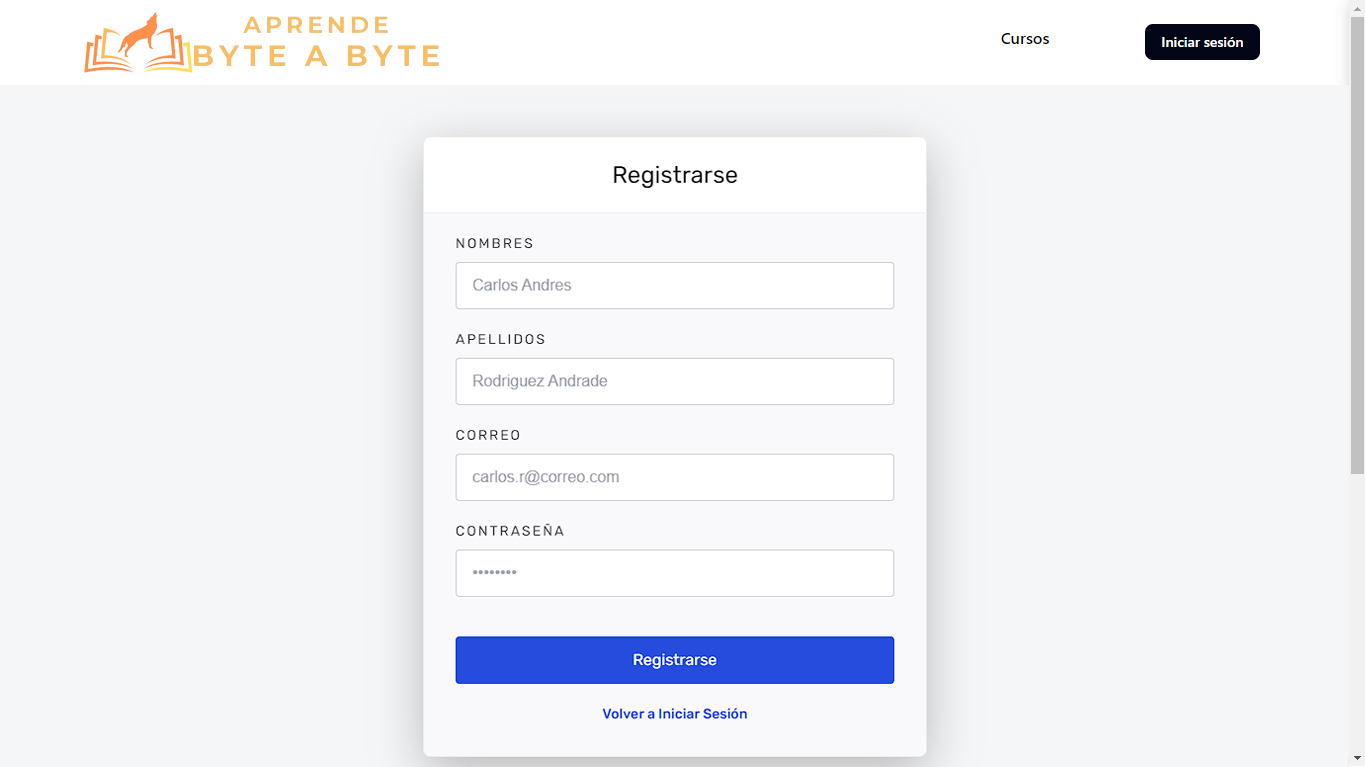 APRENDE
BYTE A BYTE
Cursos
Iniciar sesión
Registrarse
NOMBRES
Carlos Andres
APELLIDOS
Rodriguez Andrade
CORREO
carlos.r@correo.com
CONTRASEÑA
••••••••
Registrarse
Volver a Iniciar Sesión